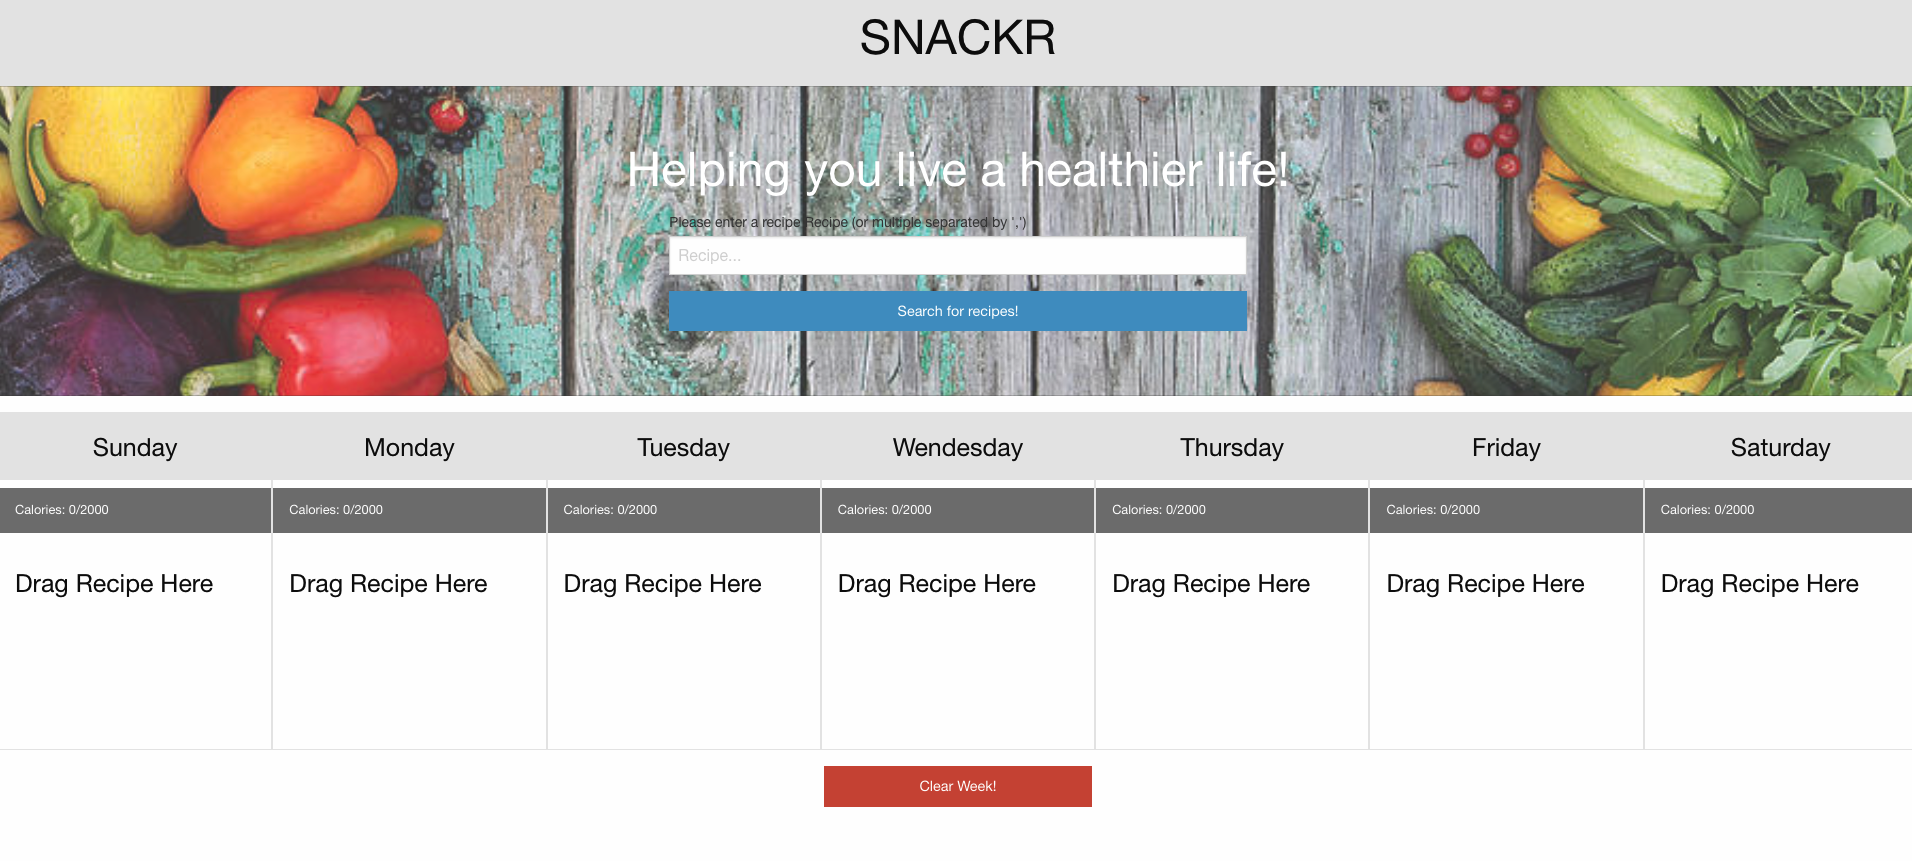 SNACKR
Helping you live a healthier life!
Please enter a recipe Recipe (or multiple separated by ',')
Recipe...
Search for recipes!
Sunday Monday Tuesday Wendesday Thursday Friday Saturday
Calories: 0/2000 Calories: 0/2000 Calories: 0/2000 Calories: 0/2000 Calories: 0/2000 Calories: 0/2000 Calories: 0/2000
Drag Recipe Here Drag Recipe Here Drag Recipe Here Drag Recipe Here Drag Recipe Here Drag Recipe Here Drag Recipe Here
Clear Week!